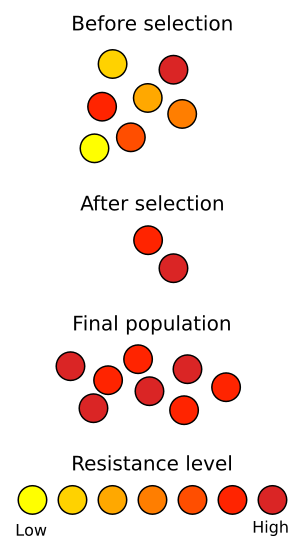 Before selection
After selection
Final population
Resistance level
Low
High